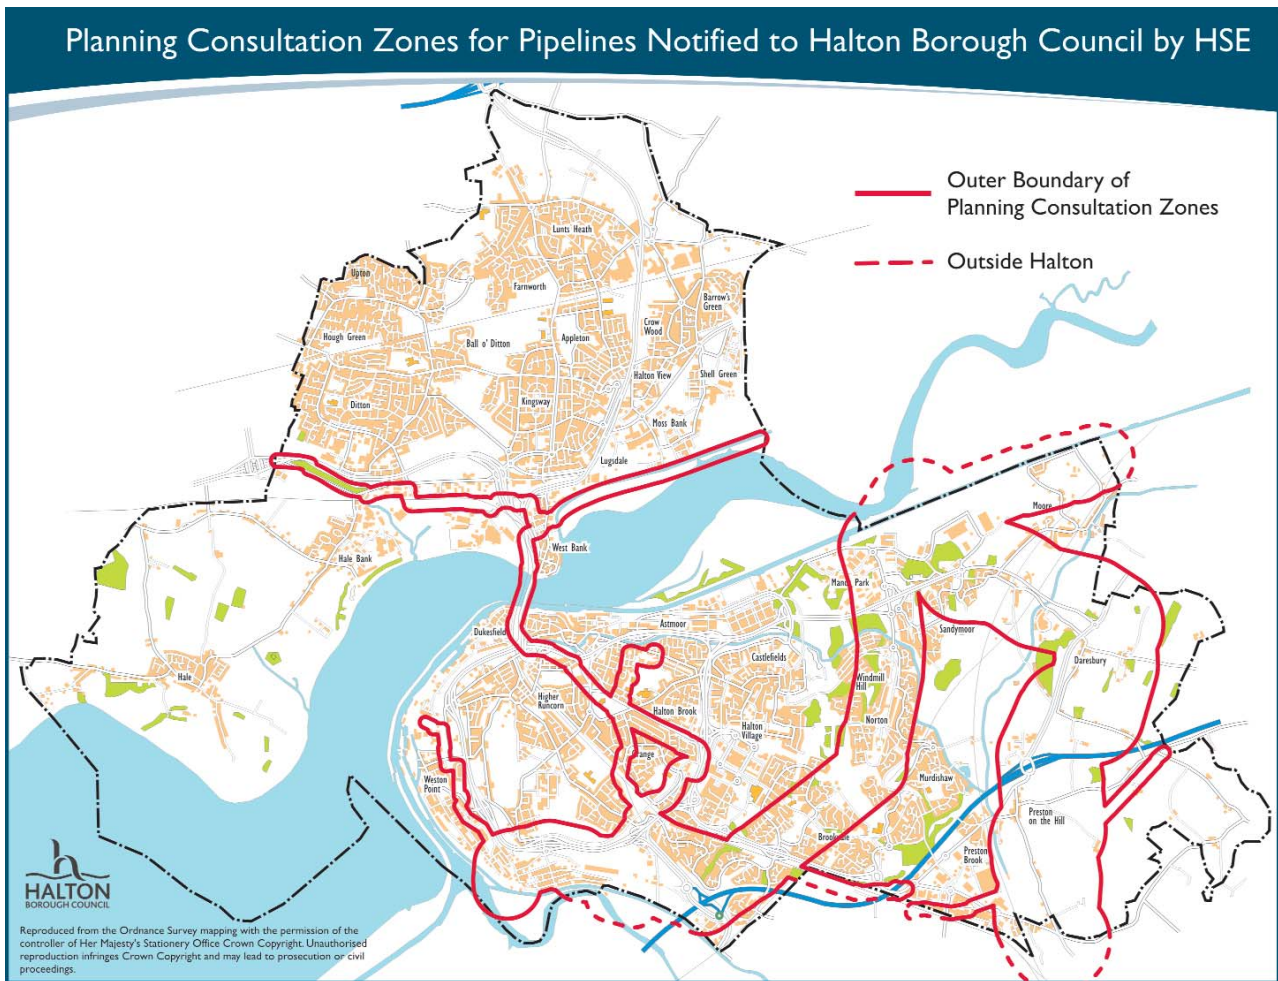 Planning Consultation Zones for Pipelines Notified to Halton Borough Council by HSE
Outer Boundary of
Planning Consultation Zones
Outside Halton
Lunts Heath
Upton
Farnworth
Barrow's
Green
Crow
Wood
Hough Green
Ball o' Ditton
Appleton
Halton View
Shell Green
Ditton
Kingsway
Moss Bank
Lugsdale
Moore
West Bank
Hale Bank
Park
Dukesfield
Astmoor
Sandymoor
Castlefields
Daresbury
Hale
Windmill
Hill
Higher
Runcorn
Halton Brook
Norton
Halton
Village
Weston
Point
Murdishaw
Preston
on the Hill
Preston
Brook
HALTON
BOROUGH COUNCIL
Reproduced from the Ordnance Survey mapping with the permission of the
controller of Her Majesty's Stationery Office Crown Copyright. Unauthorised
reproduction infringes Crown Copyright and may lead to prosecution or civil
proceedings.